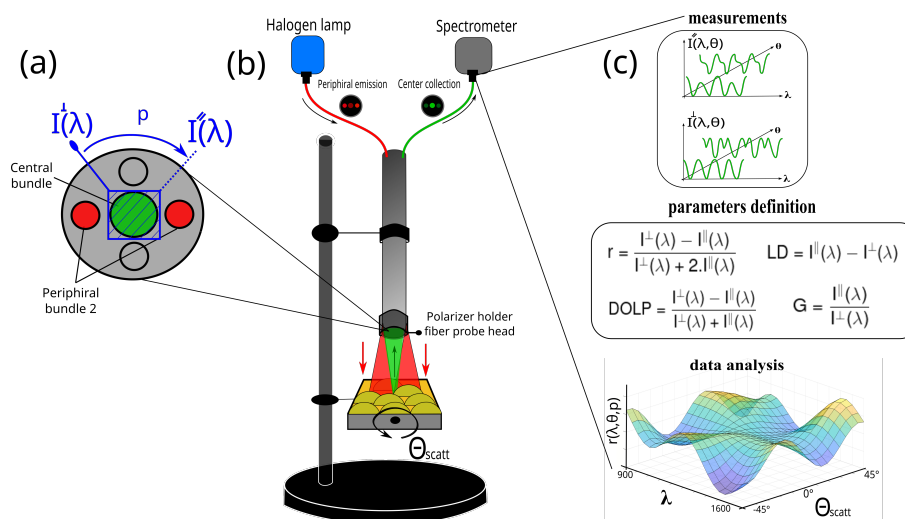 (a)
I⊥(λ)
p
I∥(λ)
Central
bundle
Periphiral
bundle 2
(b)
Halogen lamp
Spectrometer
Periphiral emission
Center collection
Polarizer holder
fiber probe head
Θscatt
(c)
measurements
I∥(λ,θ)
θ
λ
I⊥(λ,θ)
θ
λ
parameters definition
r = I⊥(λ) − I∥(λ) / I⊥(λ) + 2.I∥(λ)
LD = I∥(λ) − I⊥(λ)
DOLP = I⊥(λ) − I∥(λ) / I⊥(λ) + I∥(λ)
G = I∥(λ) / I⊥(λ)
data analysis
r(λ,θ,p)
900
λ
1600
-45°
0°
45°
Θscatt